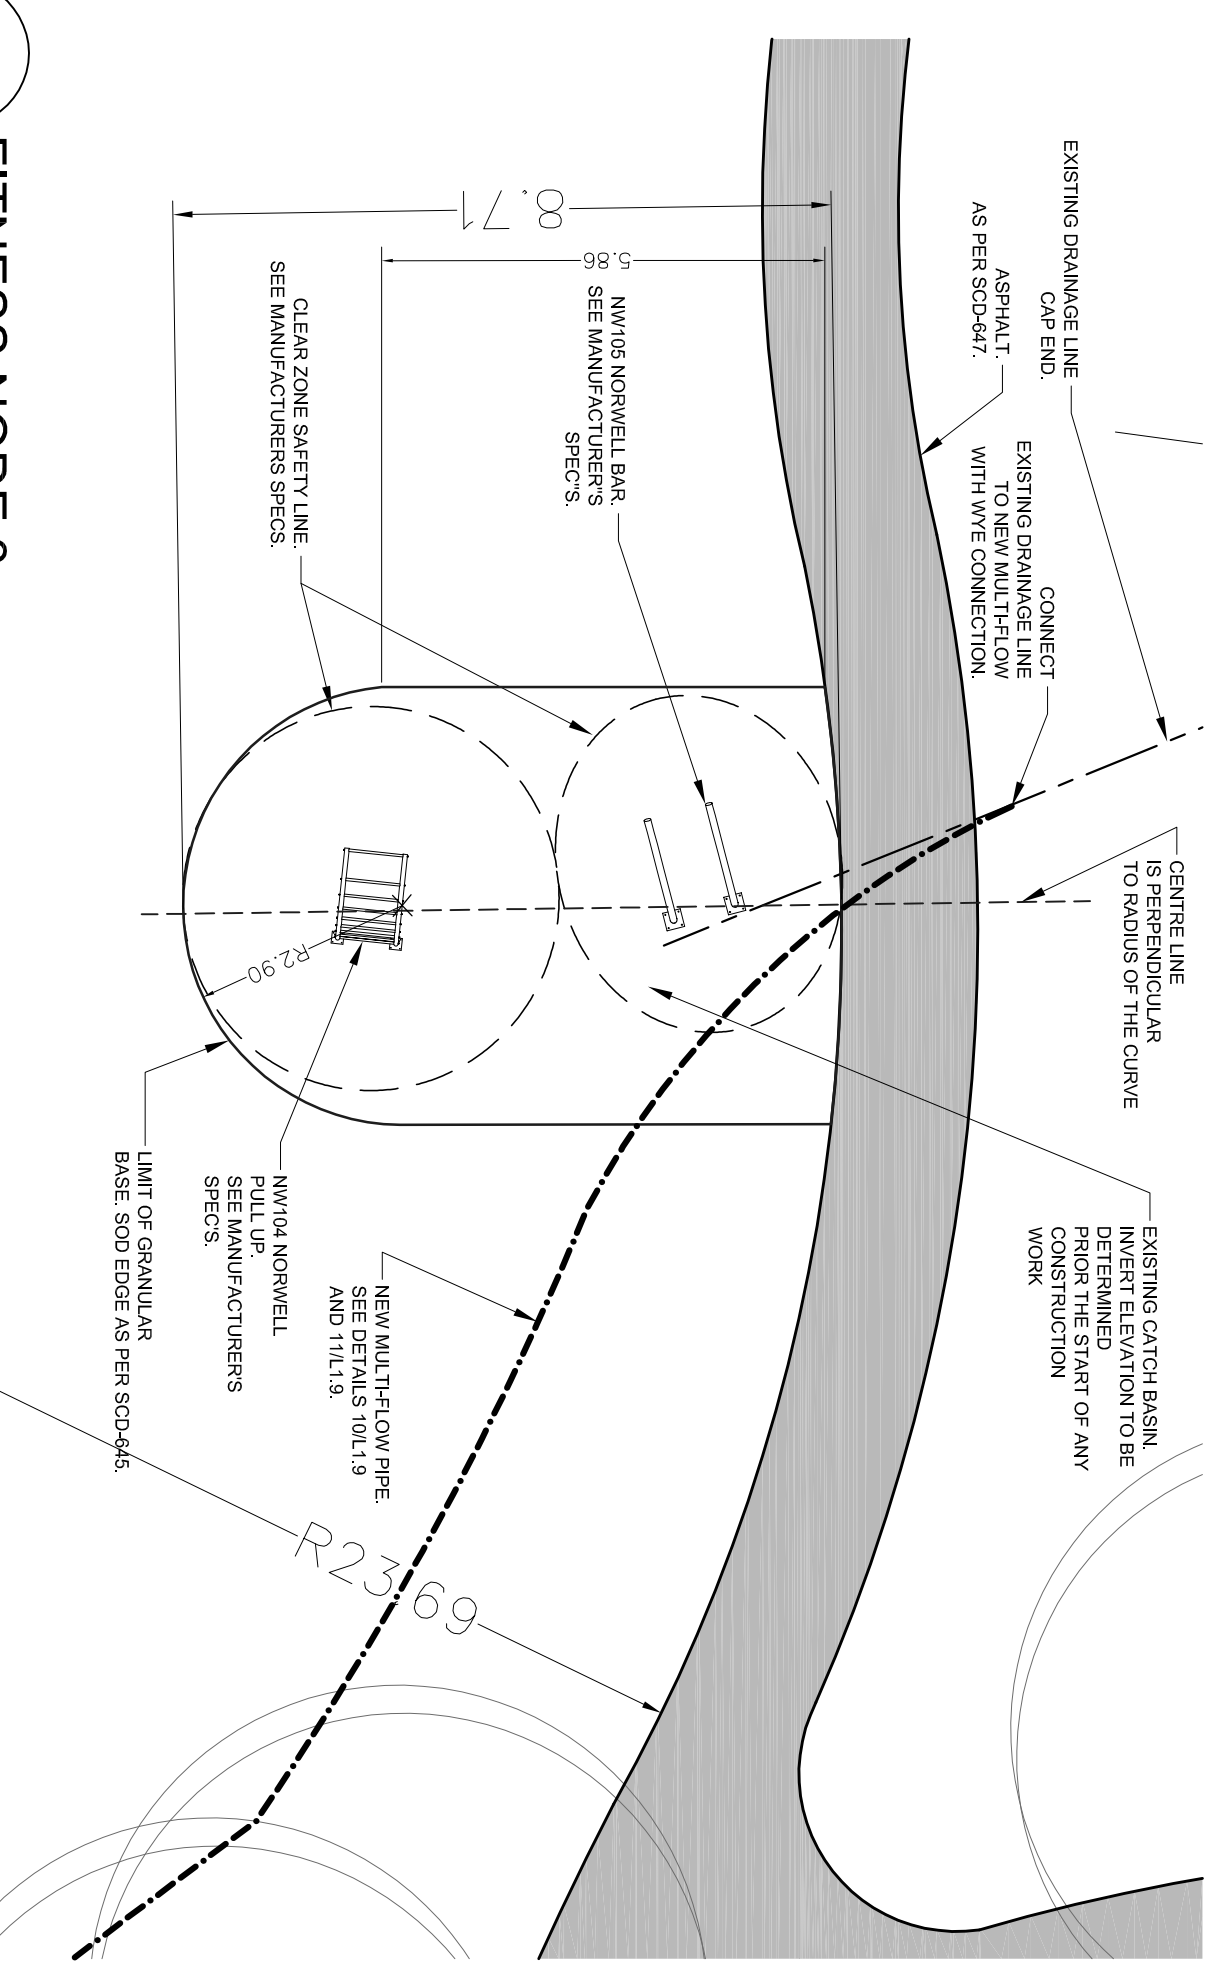 EXISTING DRAINAGE LINE
CAP END.
ASPHALT.
AS PER SCD-647.
CONNECT
EXISTING DRAINAGE LINE
TO NEW MULTI-FLOW
WITH WYE CONNECTION.
CENTRE LINE
IS PERPENDICULAR
TO RADIUS OF THE CURVE
EXISTING CATCH BASIN.
INVERT ELEVATION TO BE
DETERMINED
PRIOR THE START OF ANY
CONSTRUCTION
WORK
8.71
5.86
NW105 NORWELL BAR.
SEE MANUFACTURER"S
SPEC"S.
CLEAR ZONE SAFETY LINE.
SEE MANUFACTURERS SPECS.
R2.90
NEW MULTI-FLOW PIPE.
SEE DETAILS 10/L1.9
AND 11/L1.9.
NW104 NORWELL
PULL UP.
SEE MANUFACTURER'S
SPEC'S.
LIMIT OF GRANULAR
BASE. SOD EDGE AS PER SCD-645.
R23.69